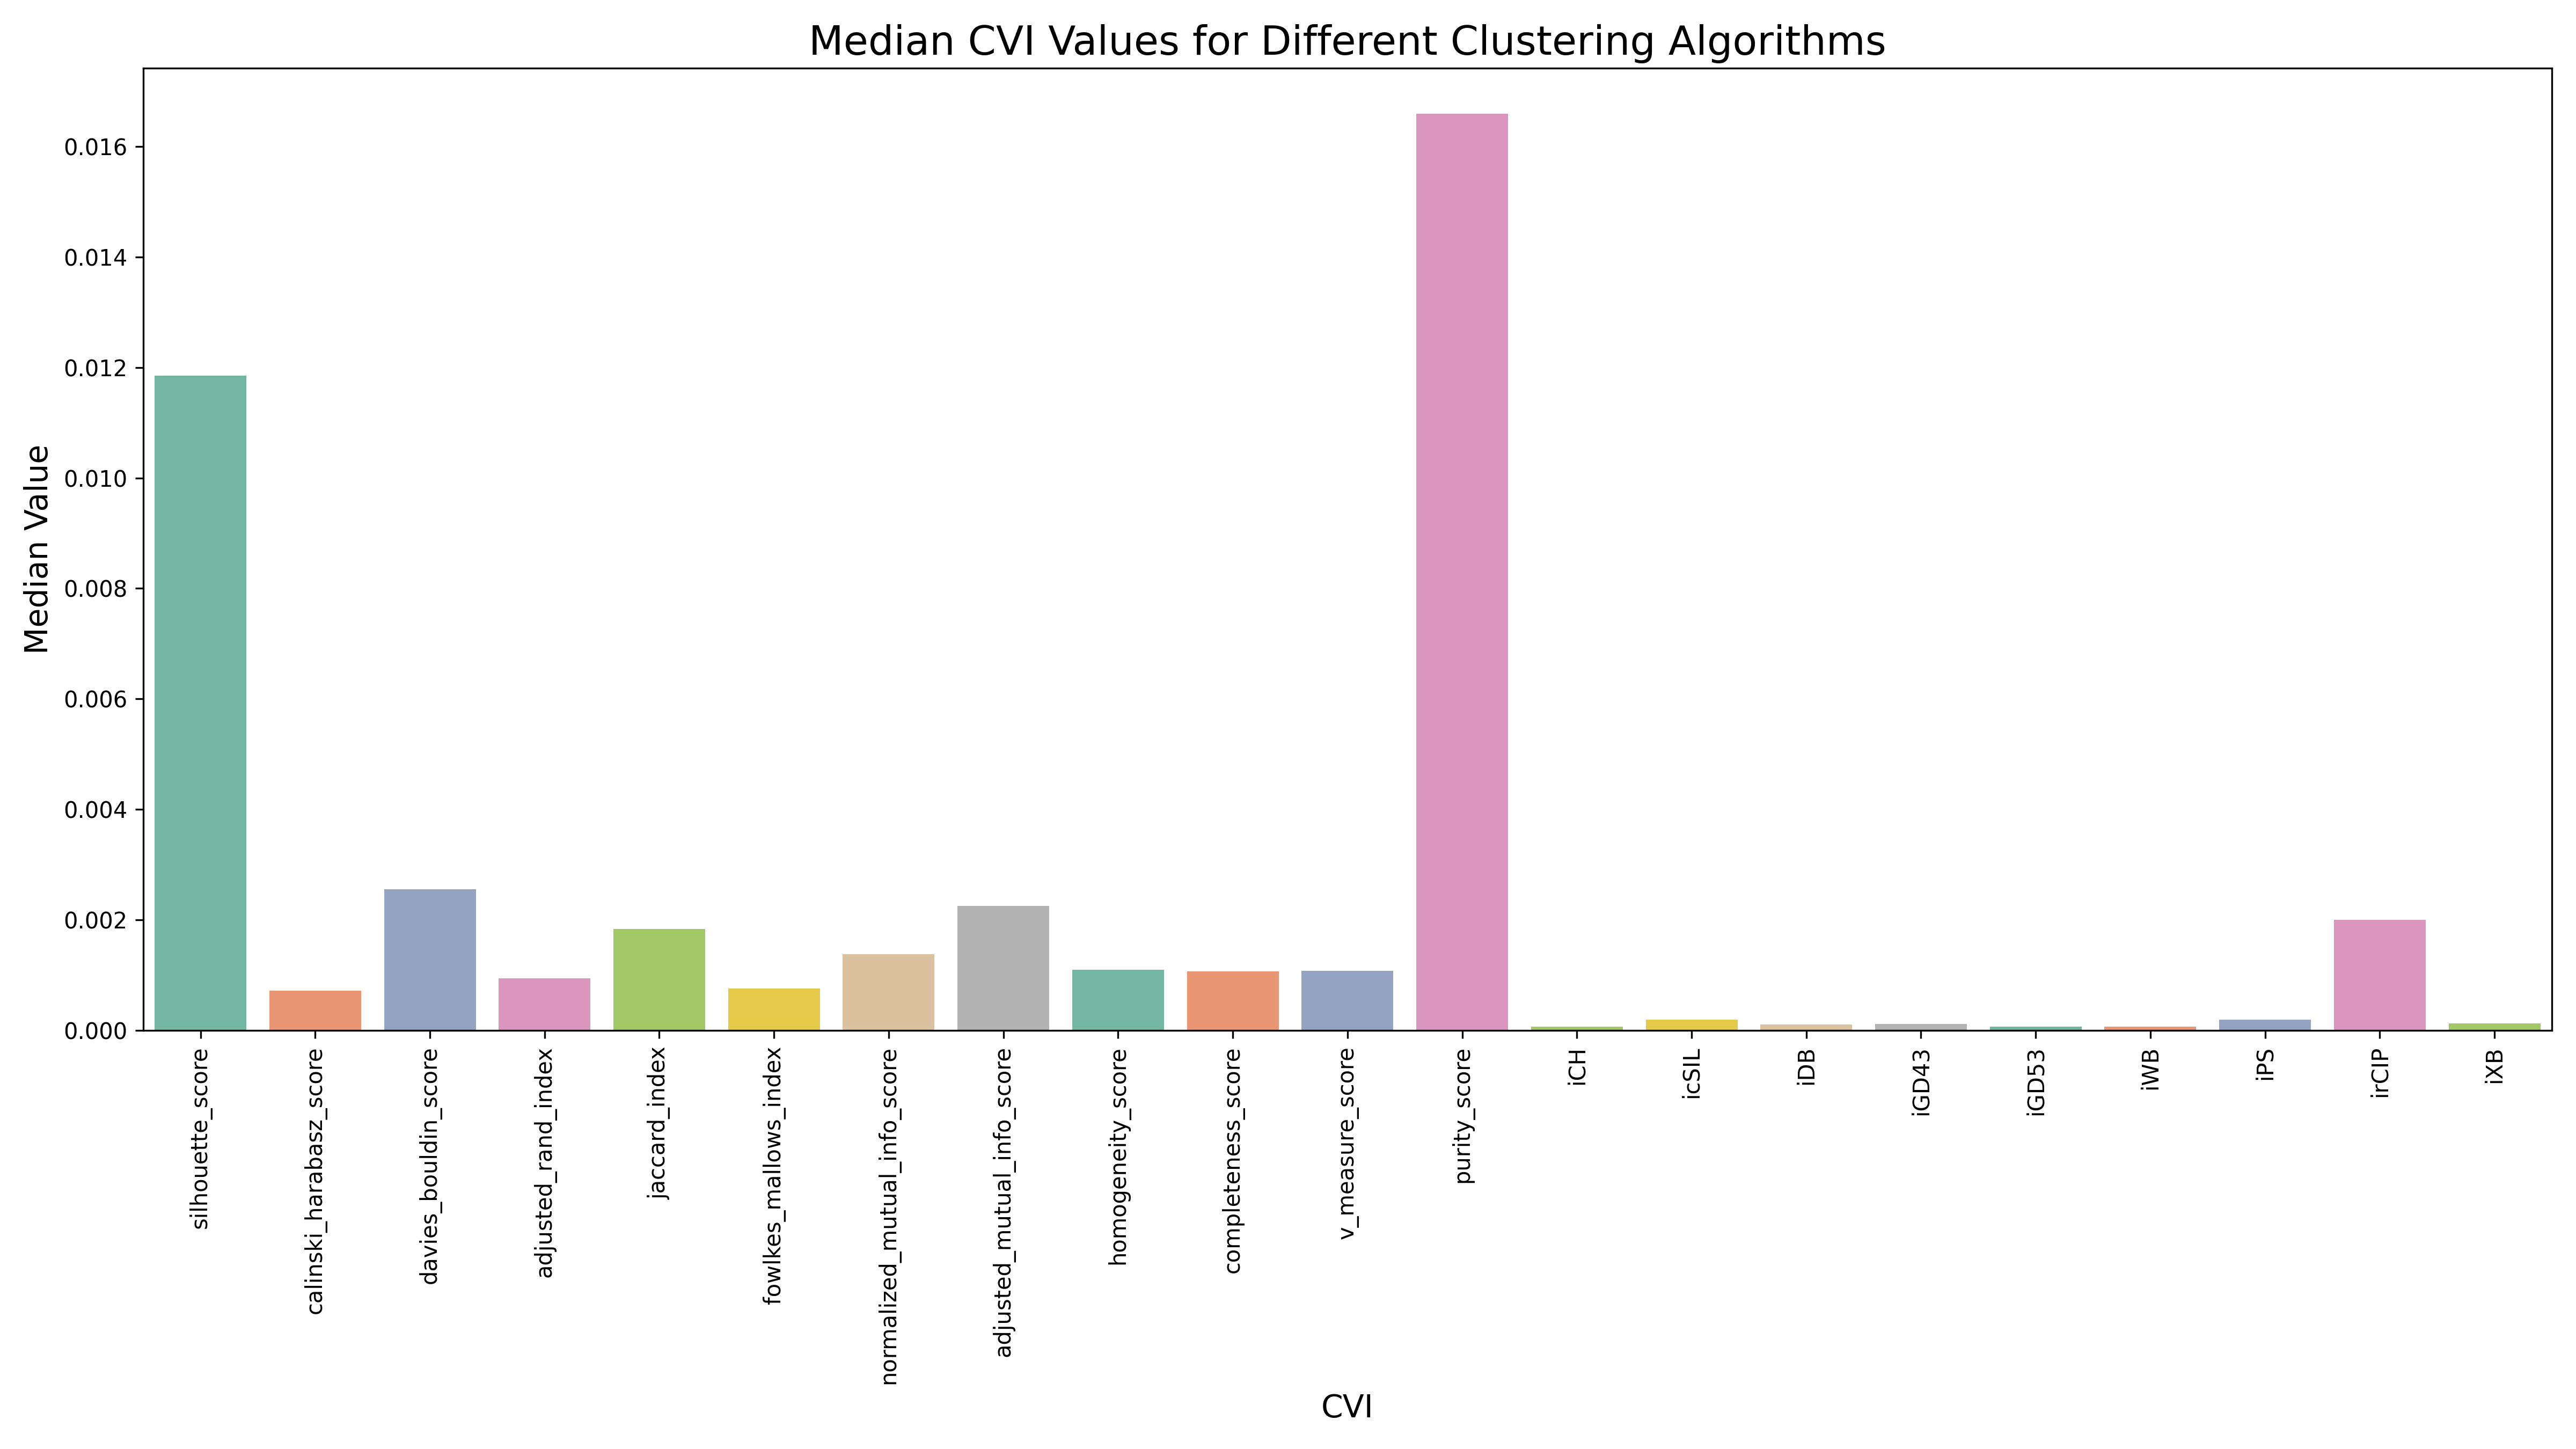 Median CVI Values for Different Clustering Algorithms
Median Value
0.016
0.014
0.012
0.010
0.008
0.006
0.004
0.002
0.000
silhouette_score
calinski_harabasz_score
davies_bouldin_score
adjusted_rand_index
jaccard_index
fowlkes_mallows_index
normalized_mutual_info_score
adjusted_mutual_info_score
homogeneity_score
completeness_score
v_measure_score
purity_score
iCH
icSIL
iDB
iGD43
iGD53
iWB
iPS
irCIP
iXB
CVI